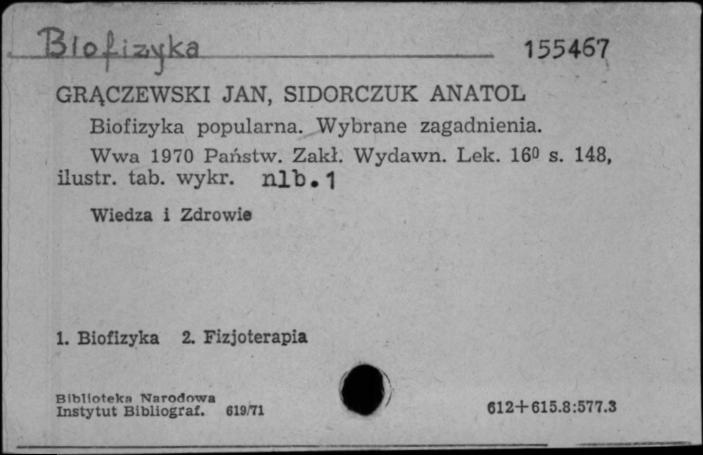 Biofizyka 155467
GRĄCZEWSKI JAN, SIDORCZUK ANATOL
Biofizyka popularna. Wybrane zagadnienia.
Wwa 1970 Państw. Zakł. Wydawn. Lek. 16⁰ s. 148,
ilustr. tab. wykr. nlb.1
Wiedza i Zdrowie
1. Biofizyka 2. Fizjoterapia
Biblioteka Narodowa
Instytut Bibliograf. 619/71 612+615.8:577.3